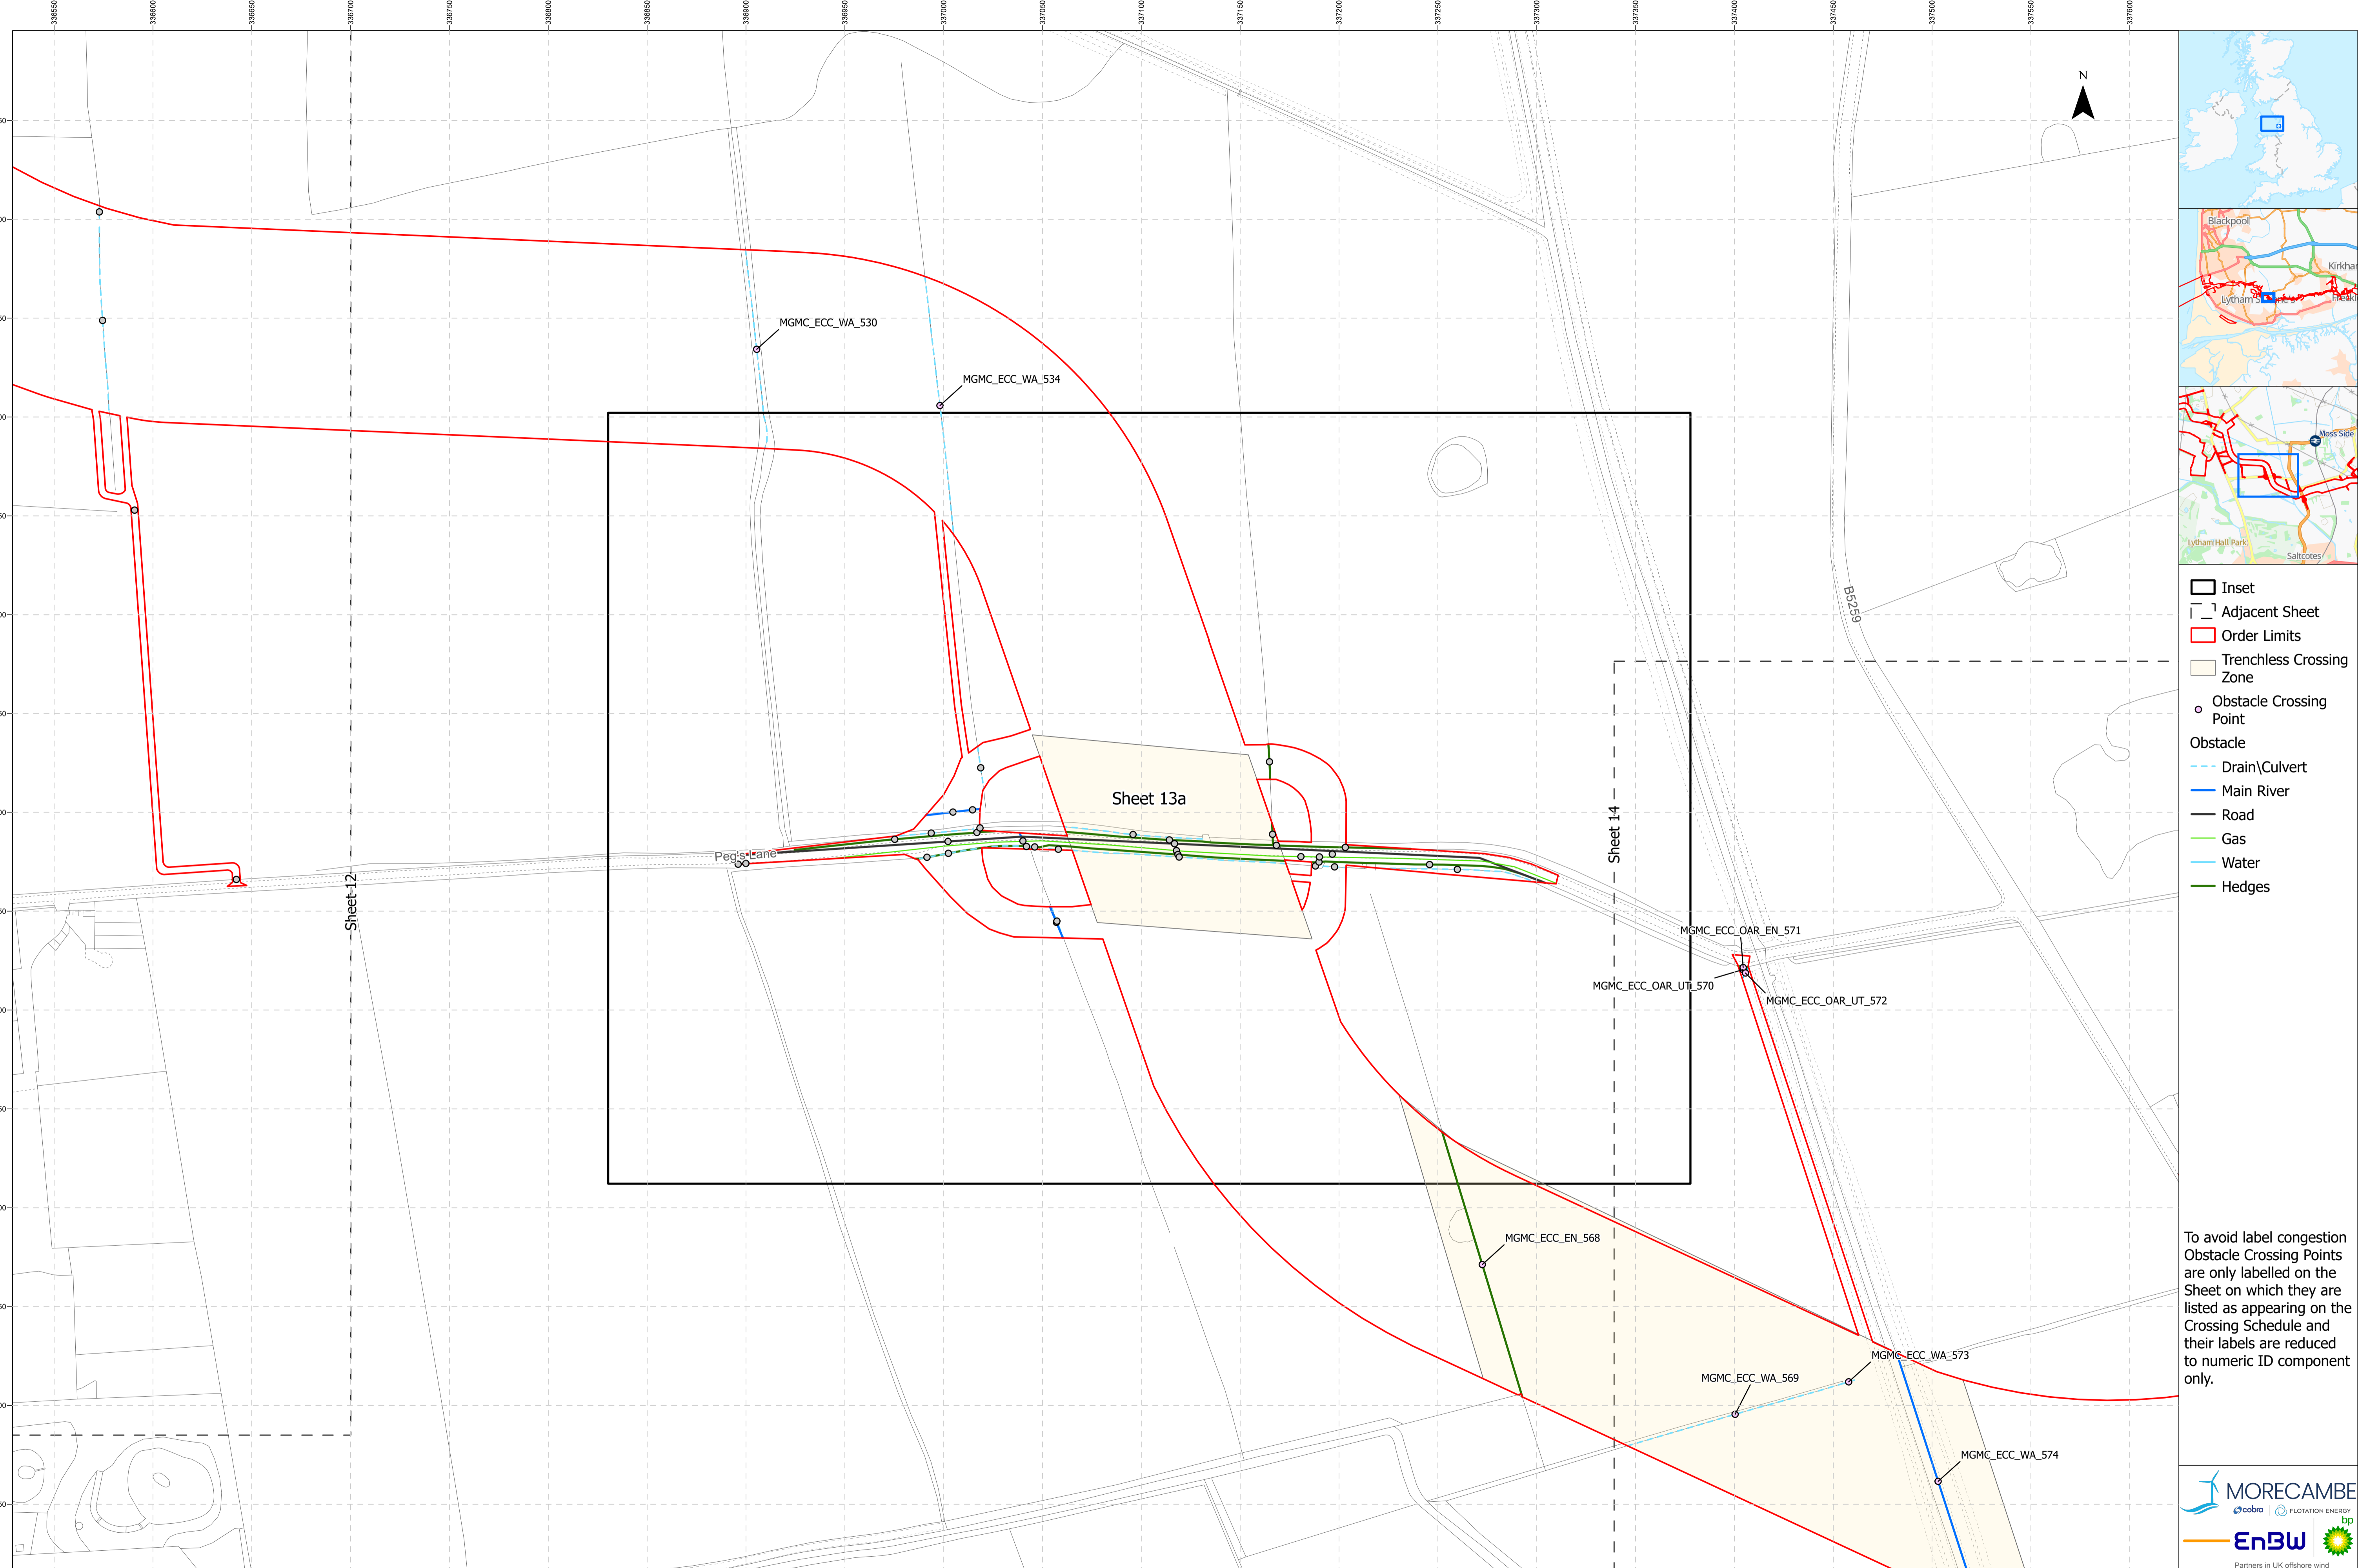 336550
336600
336650
336700
336750
336800
336850
336900
336950
337000
337050
337100
337150
337200
337250
337300
337350
337400
337450
337500
337550
337600
N
MGMC_ECC_WA_530
MGMC_ECC_WA_534
Sheet 13a
Peg's Lane
Sheet 12
Sheet 14
B5259
MGMC_ECC_OAR_EN_571
MGMC_ECC_OAR_UT_570
MGMC_ECC_OAR_UT_572
MGMC_ECC_EN_568
MGMC_ECC_WA_573
MGMC_ECC_WA_569
MGMC_ECC_WA_574
Blackpool
Moss Side
Lytham Hall Park
Saltcotes
Inset
Adjacent Sheet
Order Limits
Trenchless Crossing
Zone
Obstacle Crossing
Point
Obstacle
Drain\Culvert
Main River
Road
Gas
Water
Hedges
To avoid label congestion
Obstacle Crossing Points
are only labelled on the
Sheet on which they are
listed as appearing on the
Crossing Schedule and
their labels are reduced
to numeric ID component
only.
MORECAMBE
cobra
FLOTATION ENERGY
EnBW
bp
Partners in UK offshore wind